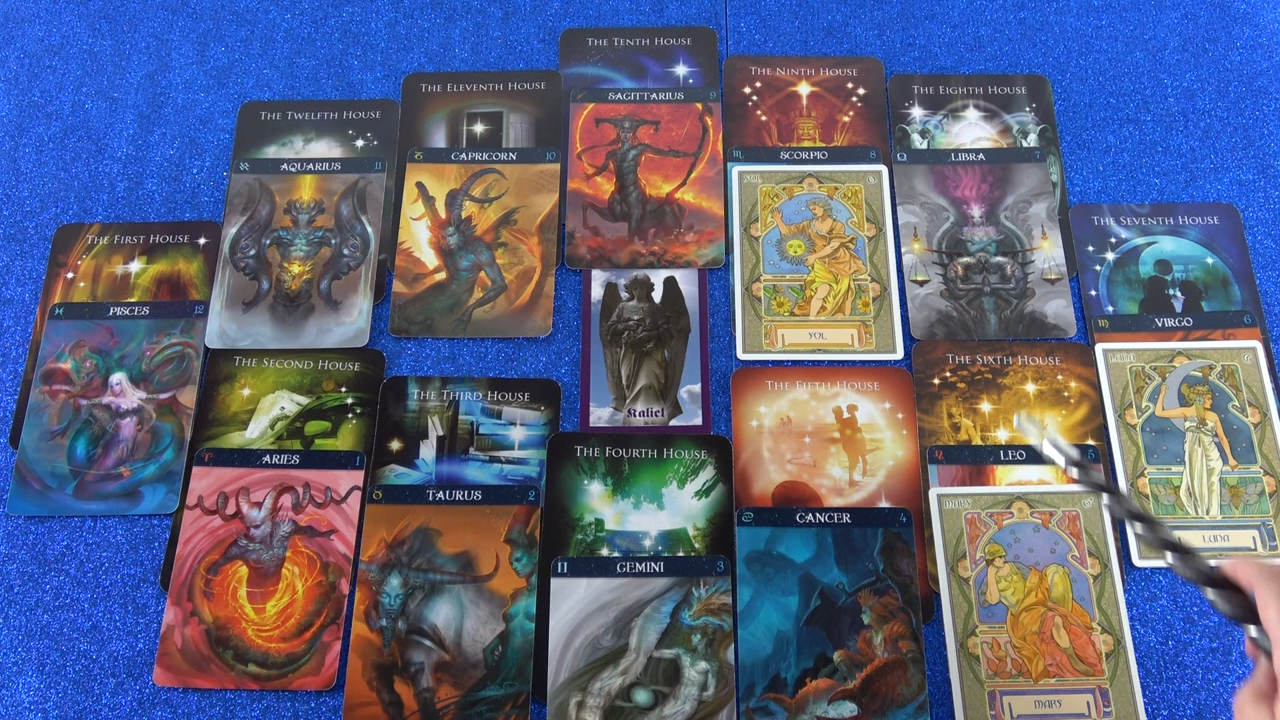 THE TENTH HOUSE
SAGITTARIUS 9
THE NINTH HOUSE
SCORPIO 8
SOL
SOL
THE EIGHTH HOUSE
LIBRA 7
THE ELEVENTH HOUSE
CAPRICORN 10
THE TWELFTH HOUSE
AQUARIUS 11
THE SEVENTH HOUSE
VIRGO 6
LUNA
LUNA
THE FIRST HOUSE
PISCES 12
THE SECOND HOUSE
ARIES 1
THE THIRD HOUSE
TAURUS 2
Kaliel
THE FOURTH HOUSE
GEMINI 3
THE FIFTH HOUSE
CANCER 4
THE SIXTH HOUSE
LEO 5
MARS
MARS